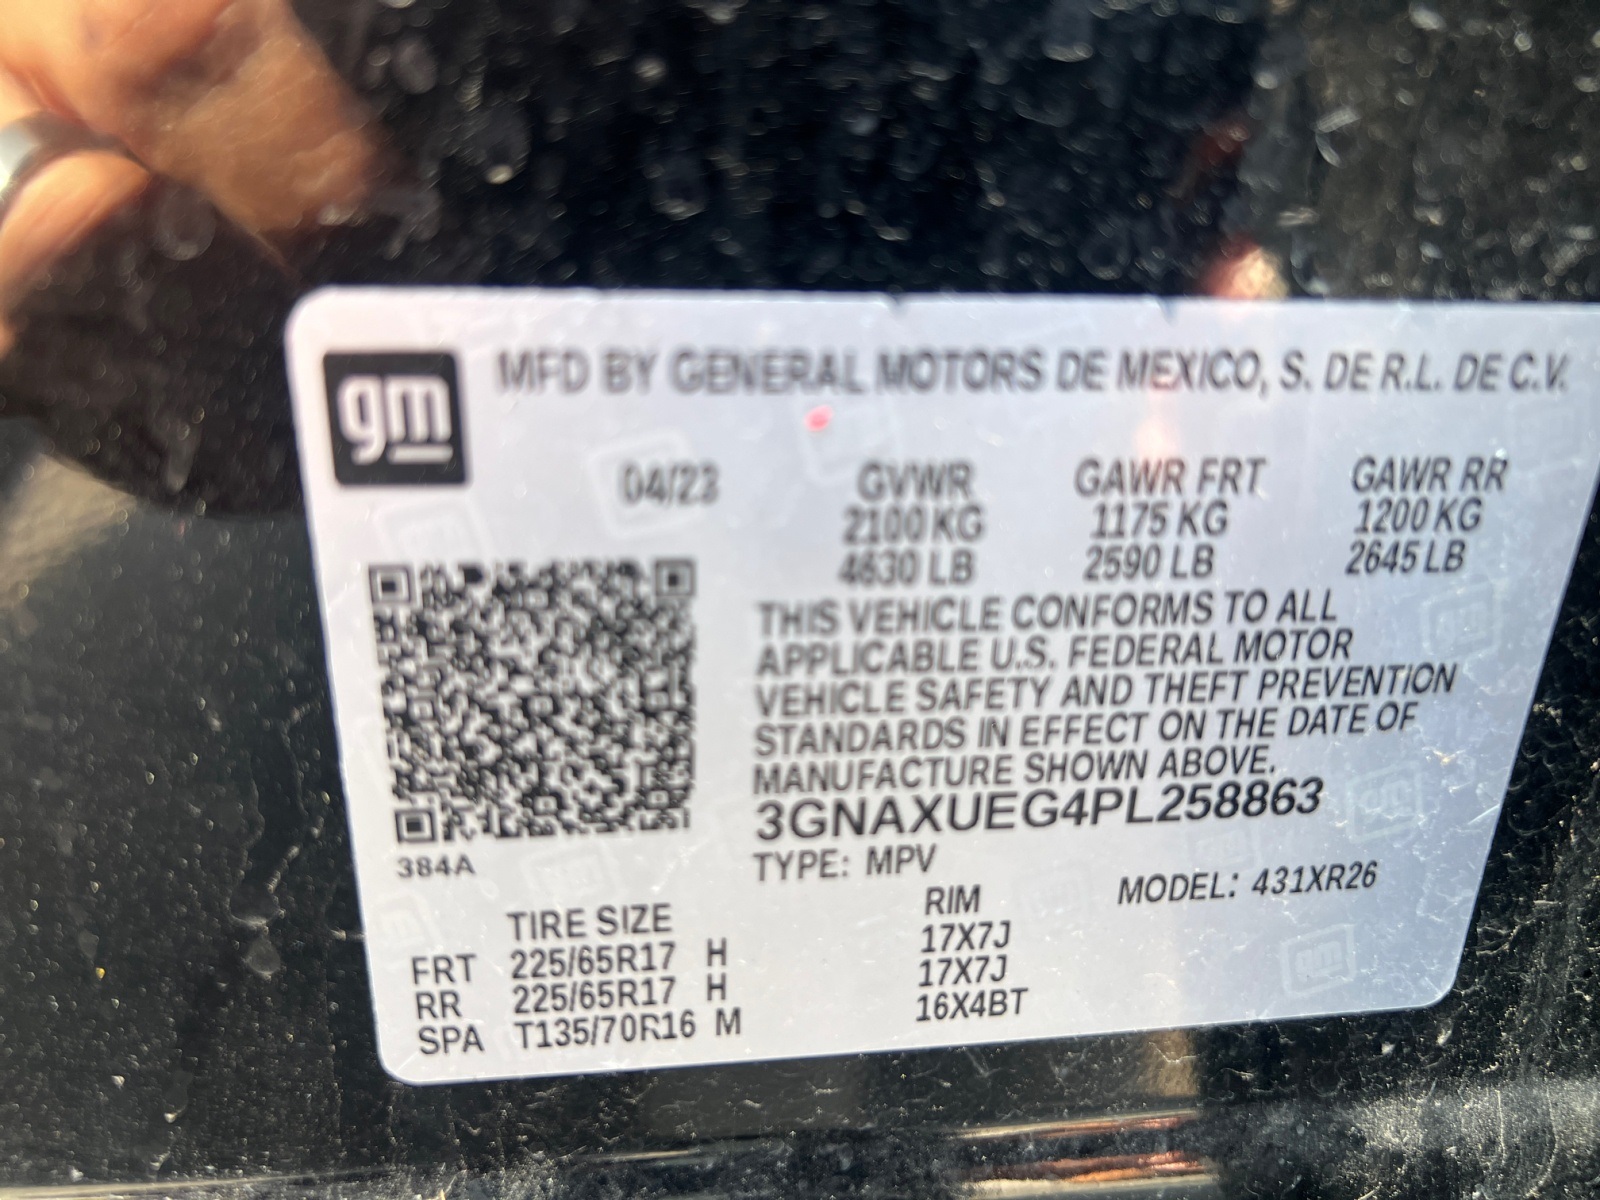 gm
MFD BY GENERAL MOTORS DE MEXICO, S. DE R.L. DE C.V.
04/23 GVWR GAWR FRT GAWR RR
2100 KG 1175 KG 1200 KG
4630 LB 2590 LB 2645 LB
THIS VEHICLE CONFORMS TO ALL
APPLICABLE U.S. FEDERAL MOTOR
VEHICLE SAFETY AND THEFT PREVENTION
STANDARDS IN EFFECT ON THE DATE OF
MANUFACTURE SHOWN ABOVE.
3GNAXUEG4PL258863
384A
TYPE: MPV MODEL: 431XR26
TIRE SIZE RIM
FRT 225/65R17 H 17X7J
RR 225/65R17 H 17X7J
SPA T135/70R16 M 16X4BT